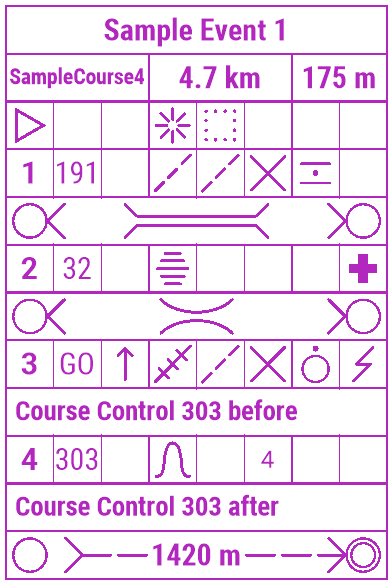 Sample Event 1
SampleCourse4 4.7 km 175 m
1 191
2 32
3 GO
Course Control 303 before
4 303 4
Course Control 303 after
1420 m